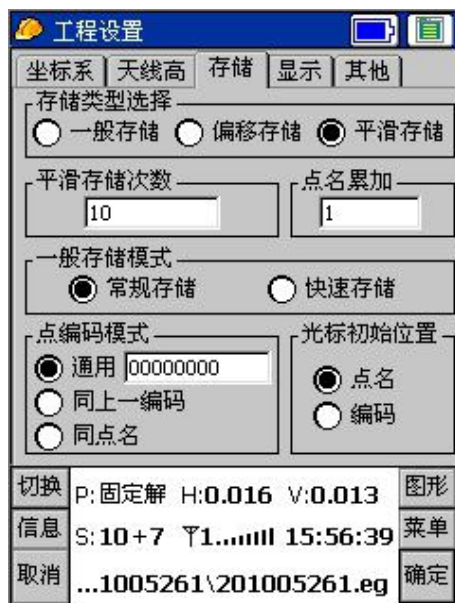 工程设置
坐标系 天线高 存储 显示 其他
存储类型选择
一般存储 偏移存储 平滑存储
平滑存储次数 点名累加
10 1
一般存储模式
常规存储 快速存储
点编码模式 光标初始位置
通用 00000000 点名
同上一编码 编码
同点名
切换 P:固定解 H:0.016 V:0.013 图形
信息 S:10+7 1 15:56:39 菜单
取消 ...1005261\201005261.eg 确定